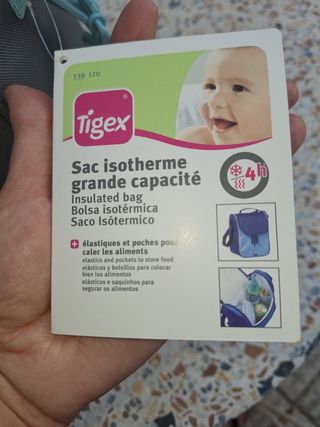 339 120
Tigex
Sac isotherme
grande capacité
Insulated bag
Bolsa isotérmica
Saco Isótermico
4h
+ élastiques et poches pour
caler les aliments
elastics and pockets to store food
elásticos y bolsillos para colocar
bien los alimentos
elásticos e saquinhos para
segurar os alimentos